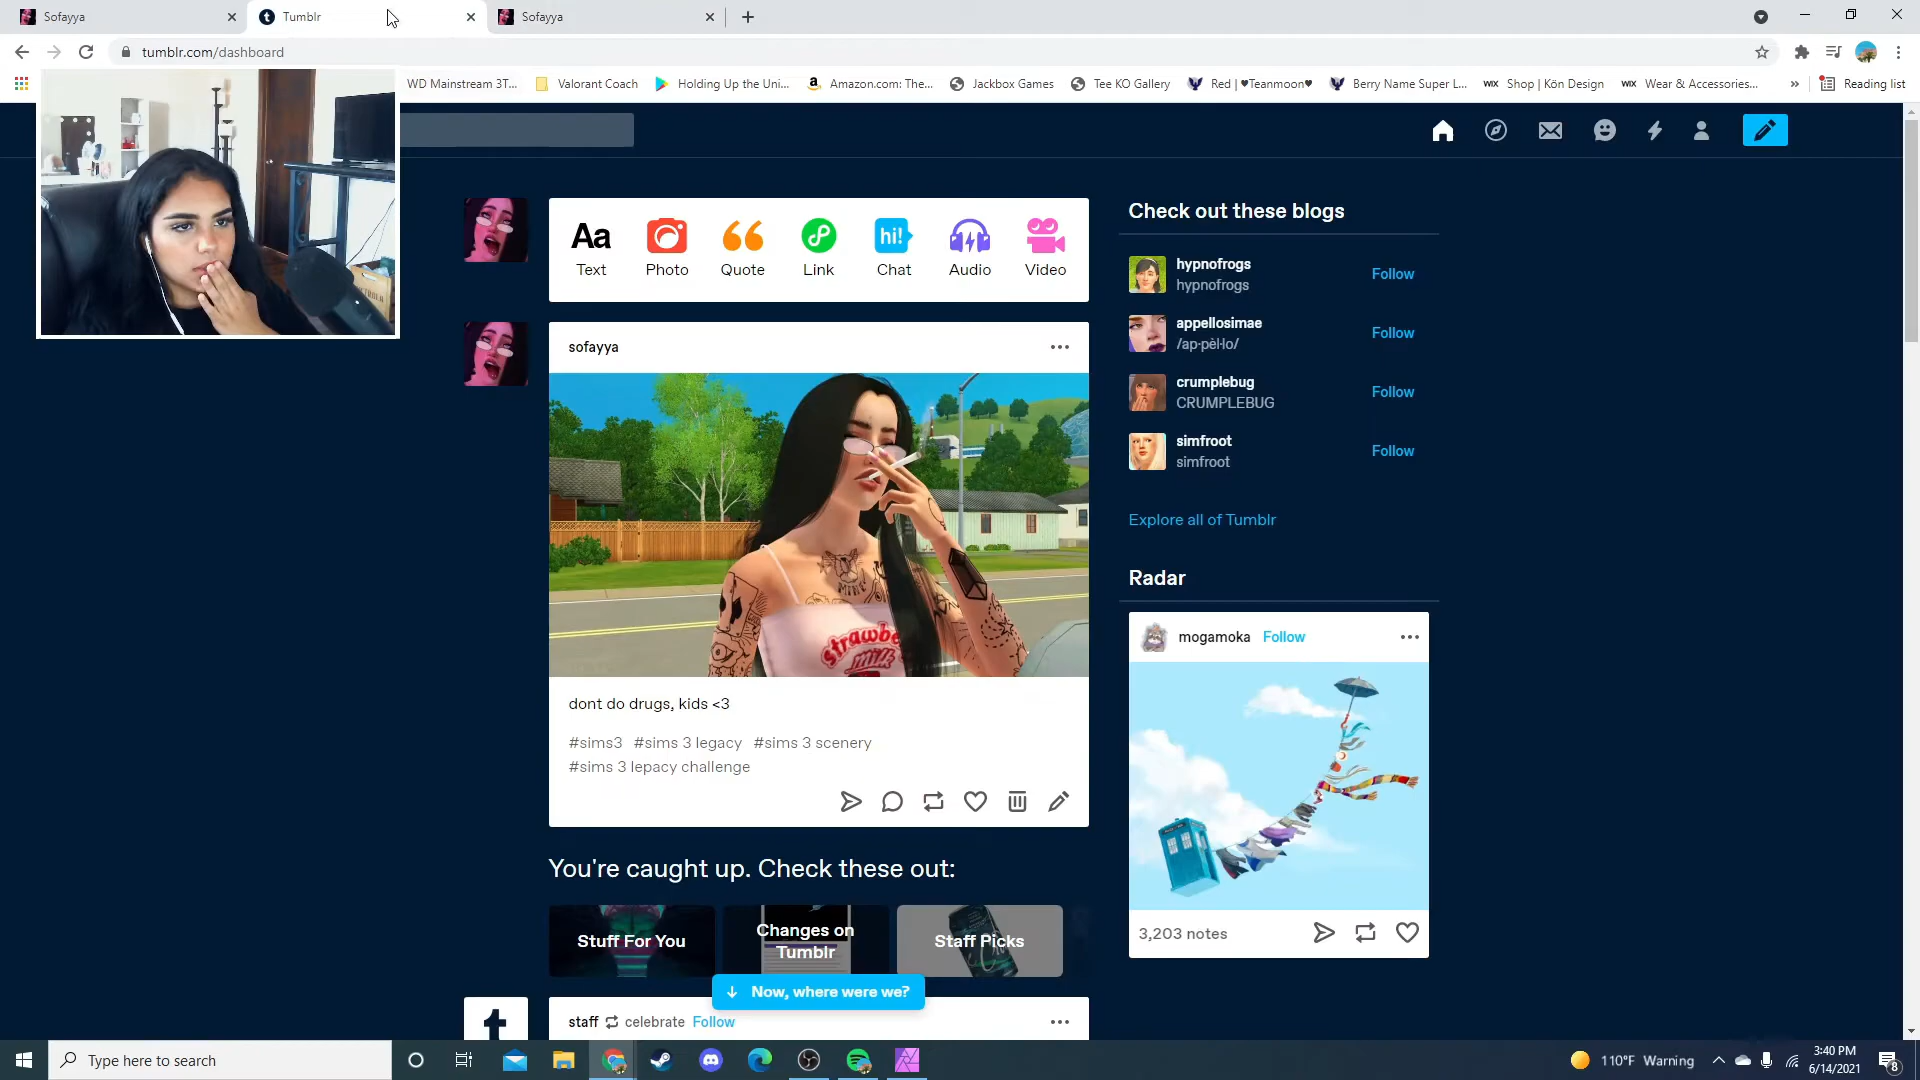 Sofayya
Tumblr
Sofayya
tumblr.com/dashboard
WD Mainstream 3T...
Valorant Coach
Holding Up the Uni...
Amazon.com: The...
Jackbox Games
Tee KO Gallery
Red | ♥Teanmoon♥
Berry Name Super L...
WIX Shop | Kön Design
WIX Wear & Accessories...
»
Reading list
Aa
Text
Photo
Quote
Link
hi!
Chat
Audio
Video
sofayya
Strawbe
Milk
dont do drugs, kids <3
#sims3 #sims 3 legacy #sims 3 scenery
#sims 3 lepacy challenge
You're caught up. Check these out:
Stuff For You
Changes on
Tumblr
Staff Picks
Now, where were we?
staff celebrate Follow
Check out these blogs
hypnofrogs
hypnofrogs
Follow
appellosimae
/ap·pèl·lo/
Follow
crumplebug
CRUMPLEBUG
Follow
simfroot
simfroot
Follow
Explore all of Tumblr
Radar
mogamoka Follow
3,203 notes
Type here to search
110°F Warning
3:40 PM
6/14/2021
8